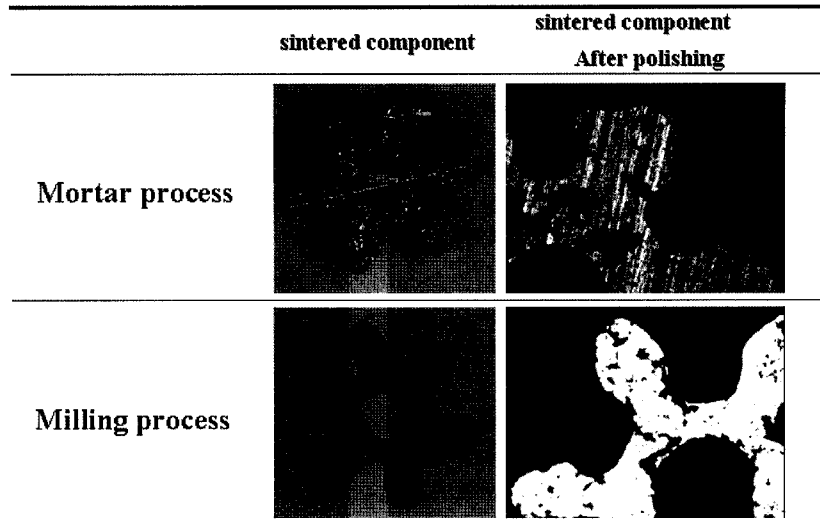 sintered component
sintered component
After polishing
Mortar process
Milling process